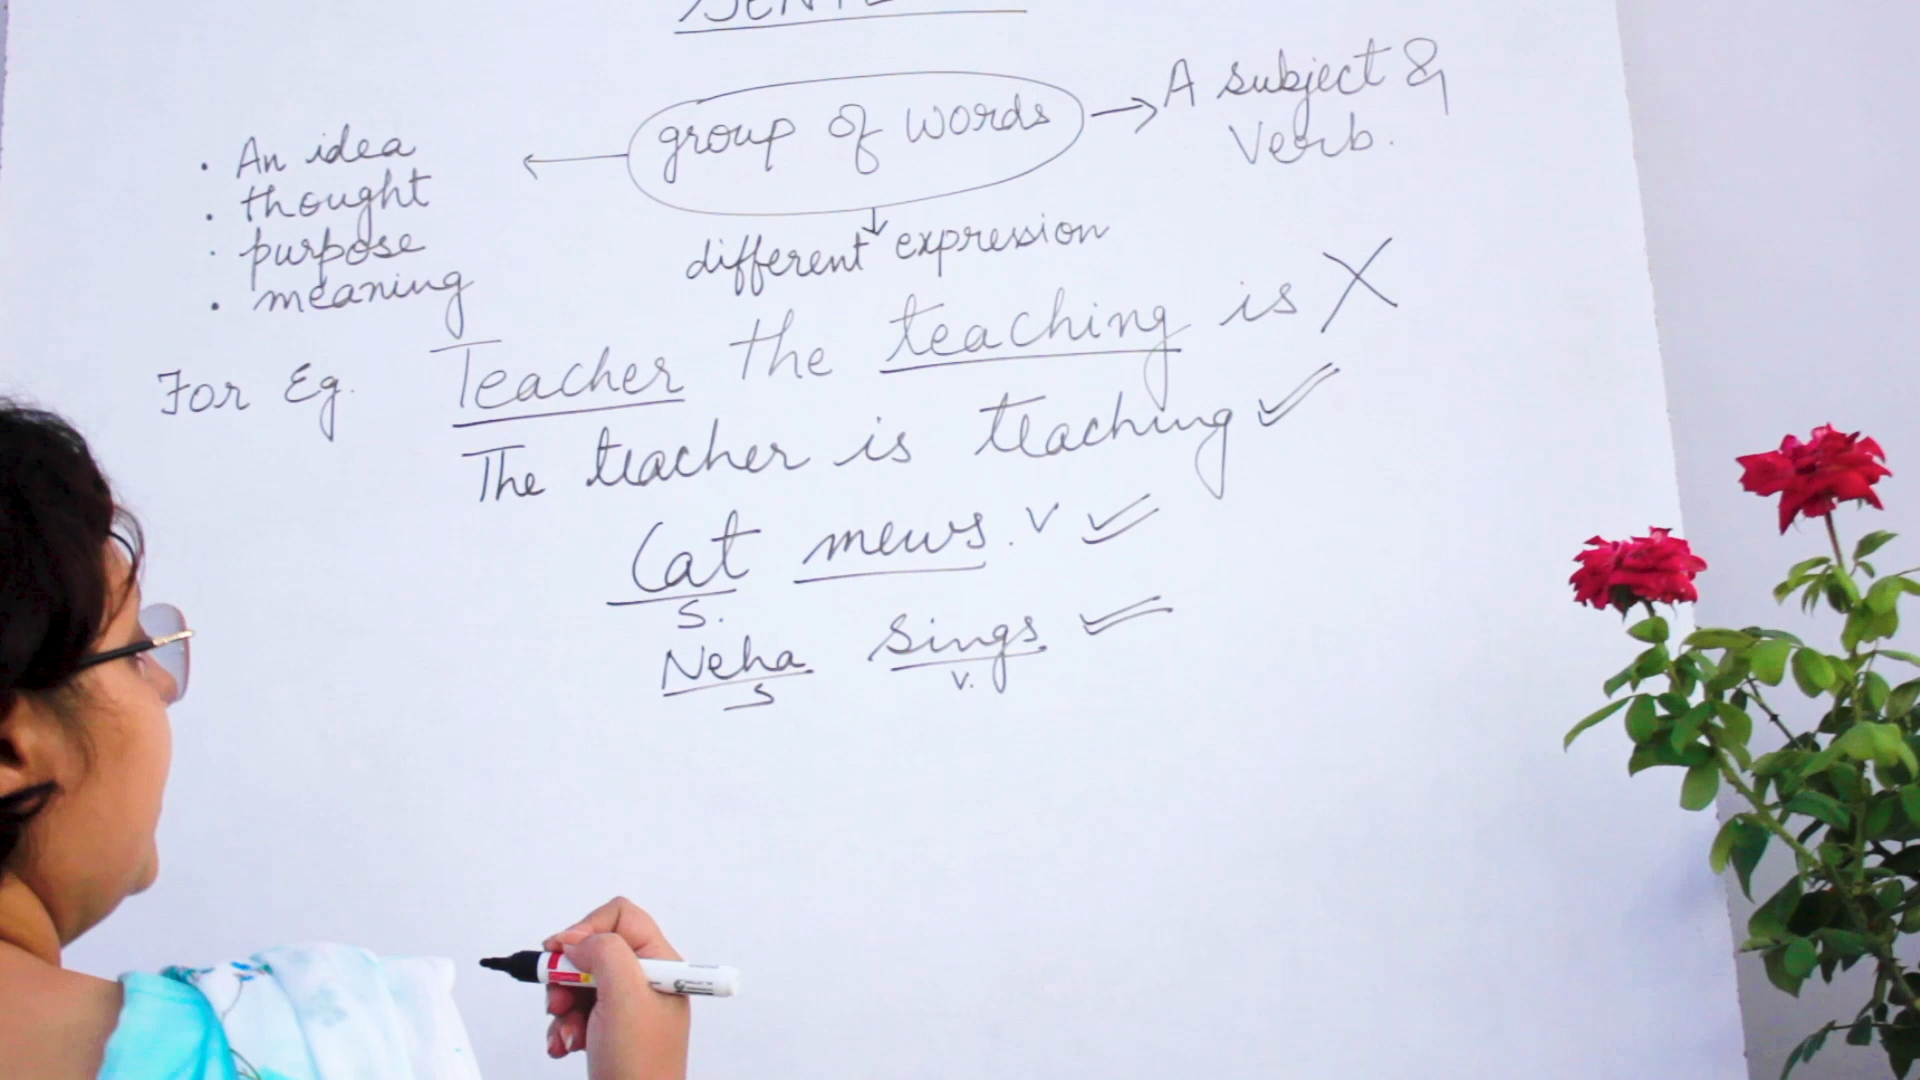 group of words → A subject &
Verb.
. An idea
. thought
. purpose
. meaning
different expression
For Eg. Teacher the teaching is X
The teacher is teaching ✓
Cat mews. V ✓
S.
Neha Sings. ✓
S V.